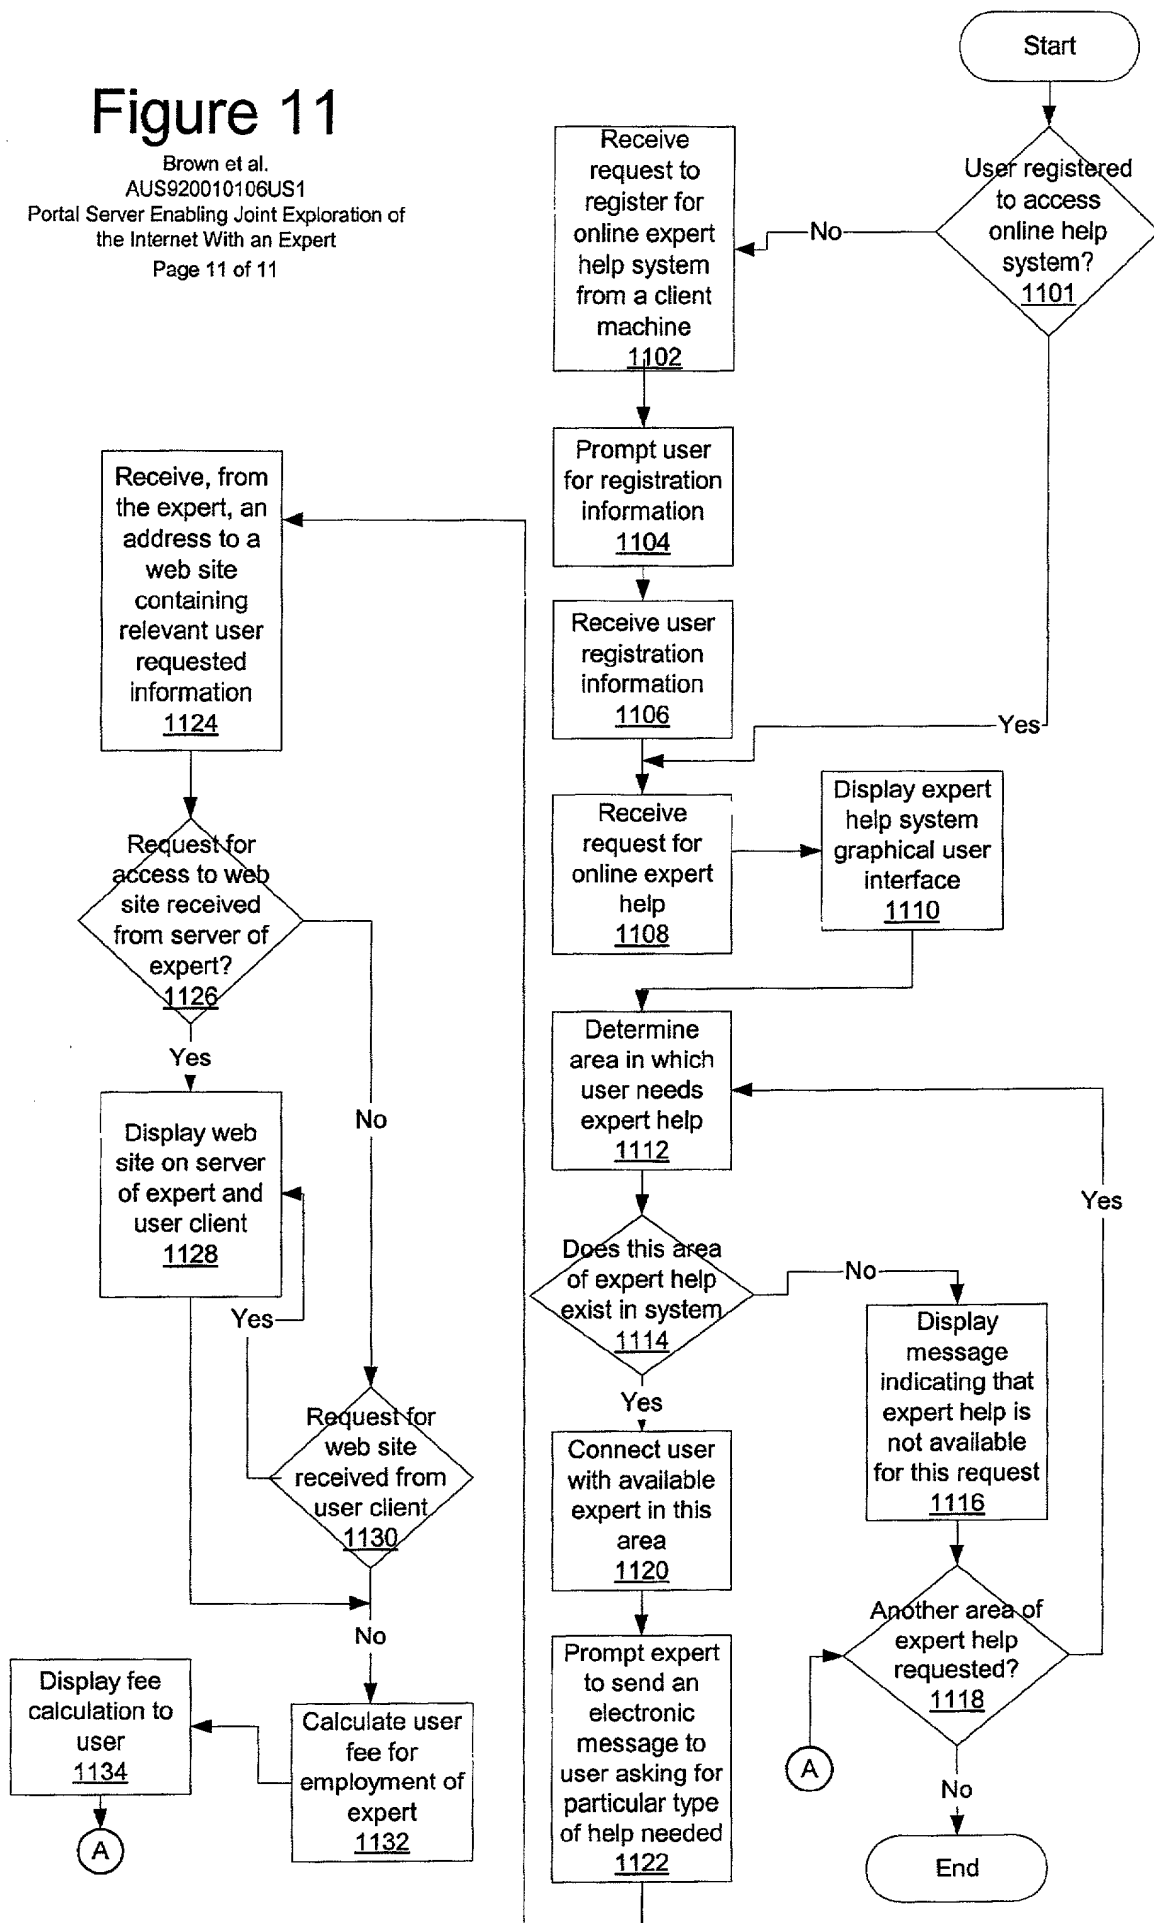 Figure 11
Brown et al.
AUS920010106US1
Portal Server Enabling Joint Exploration of
the Internet With an Expert
Page 11 of 11
Start
User registered
to access
online help
system?
1101
No
Yes
Receive
request to
register for
online expert
help system
from a client
machine
1102
Prompt user
for registration
information
1104
Receive user
registration
information
1106
Receive
request for
online expert
help
1108
Display expert
help system
graphical user
interface
1110
Determine
area in which
user needs
expert help
1112
Does this area
of expert help
exist in system
1114
No
Yes
Display
message
indicating that
expert help is
not available
for this request
1116
Another area of
expert help
requested?
1118
Yes
A
No
End
Connect user
with available
expert in this
area
1120
Prompt expert
to send an
electronic
message to
user asking for
particular type
of help needed
1122
Receive, from
the expert, an
address to a
web site
containing
relevant user
requested
information
1124
Request for
access to web
site received
from server of
expert?
1126
Yes
No
Display web
site on server
of expert and
user client
1128
Yes
Request for
web site
received from
user client
1130
No
Calculate user
fee for
employment of
expert
1132
Display fee
calculation to
user
1134
A